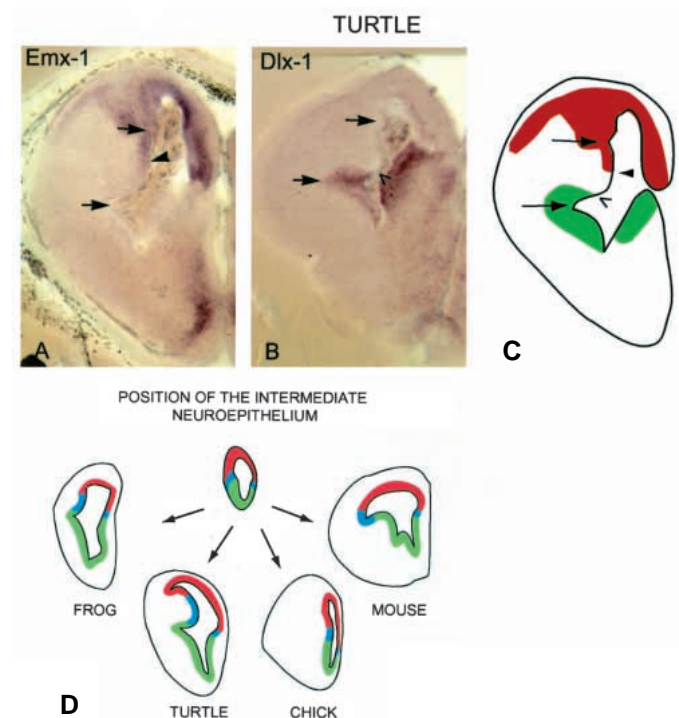 TURTLE
Emx-1
Dlx-1
A
B
C
POSITION OF THE INTERMEDIATE
NEUROEPITHELIUM
FROG
MOUSE
TURTLE
CHICK
D